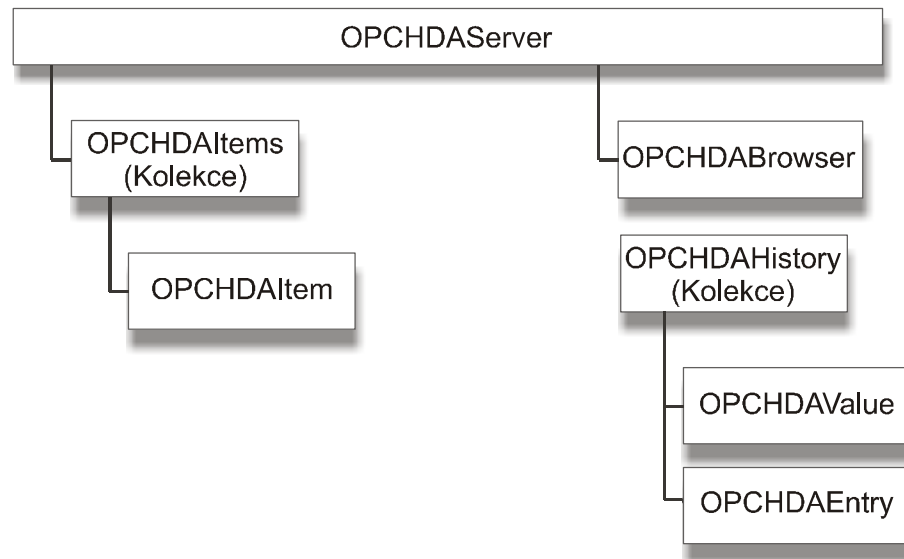 OPCHDAServer
OPCHDAItems
(Kolekce)
OPCHDAItem
OPCHDABrowser
OPCHDAHistory
(Kolekce)
OPCHDAValue
OPCHDAEntry